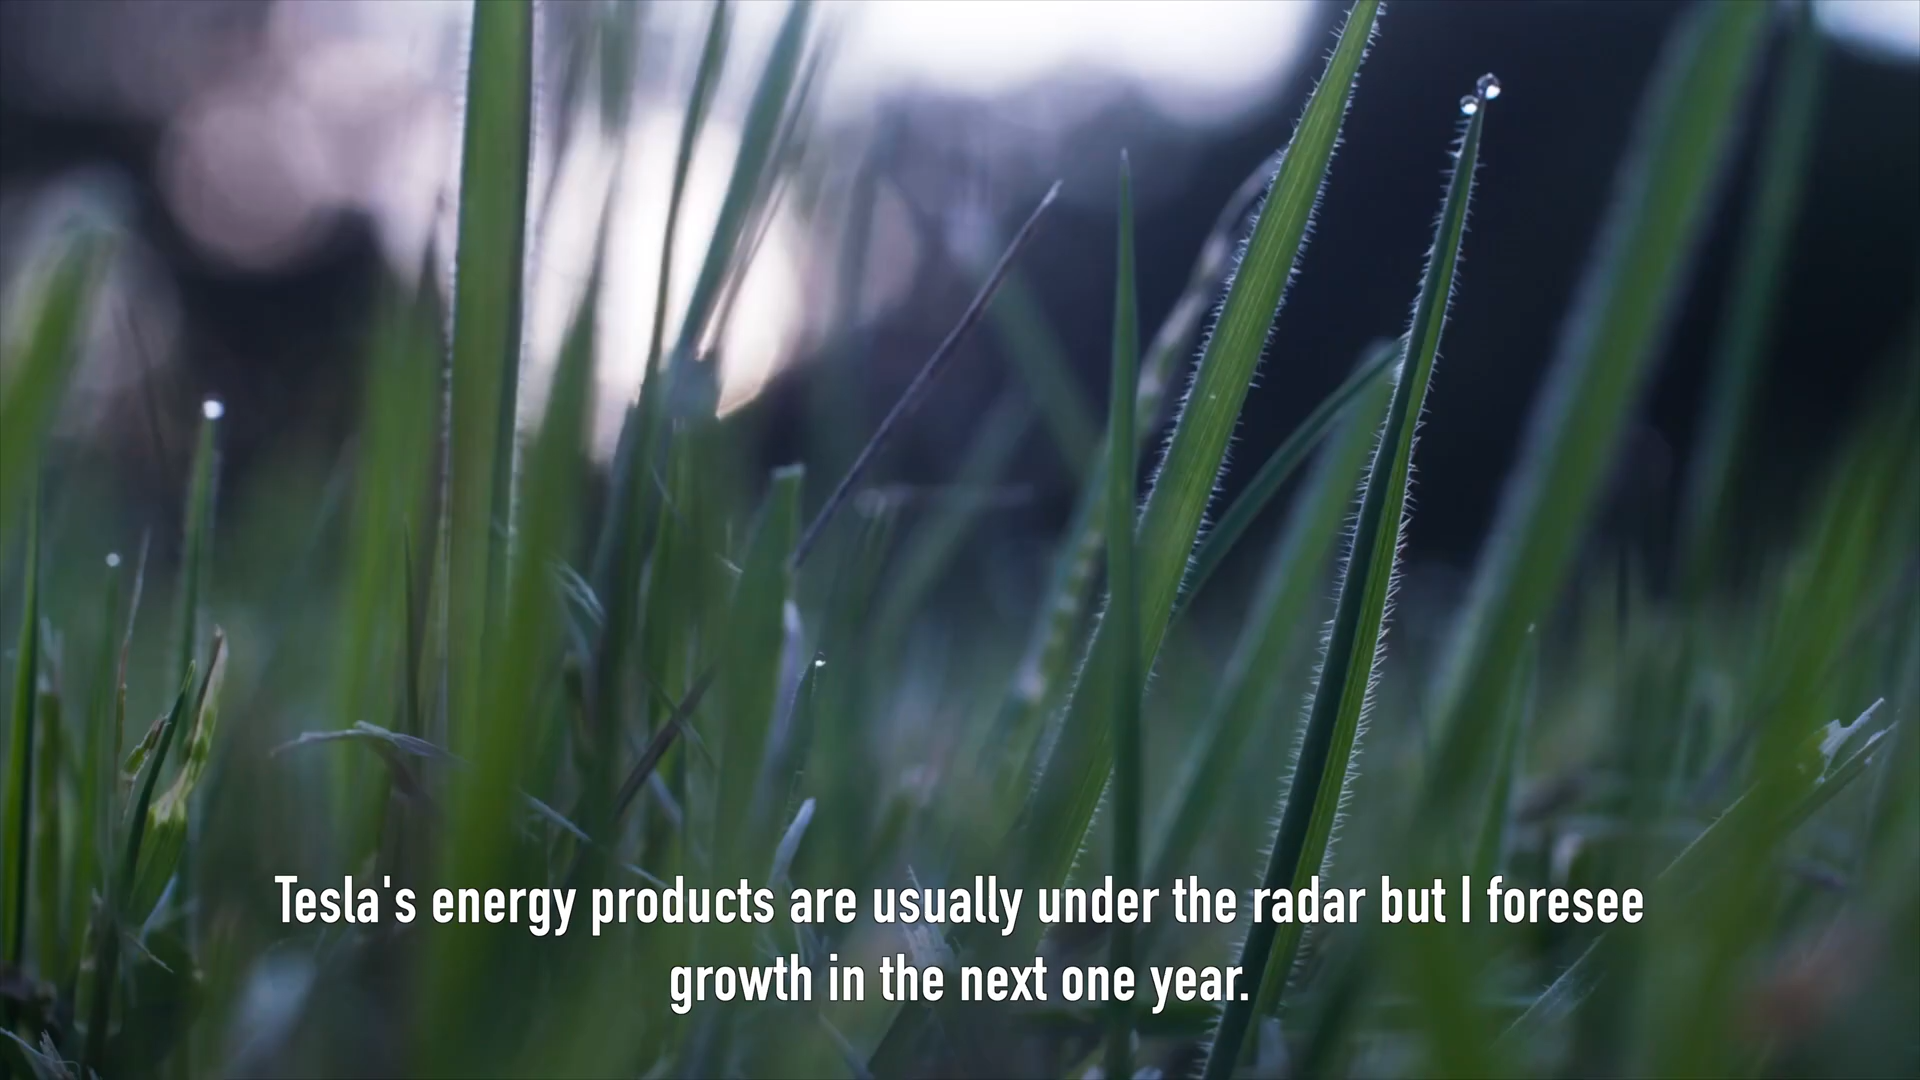 Tesla's energy products are usually under the radar but I foresee
growth in the next one year.